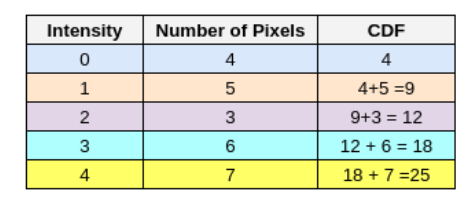 Intensity Number of Pixels CDF
0 4 4
1 5 4+5 =9
2 3 9+3 = 12
3 6 12 + 6 = 18
4 7 18 + 7 =25